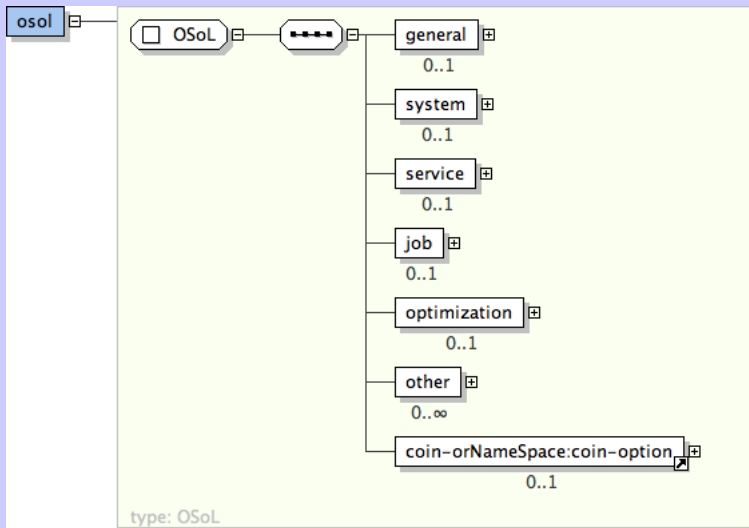 osol
OSoL
general
0..1
system
0..1
service
0..1
job
0..1
optimization
0..1
other
0..∞
coin-orNameSpace:coin-option
0..1
type: OSoL